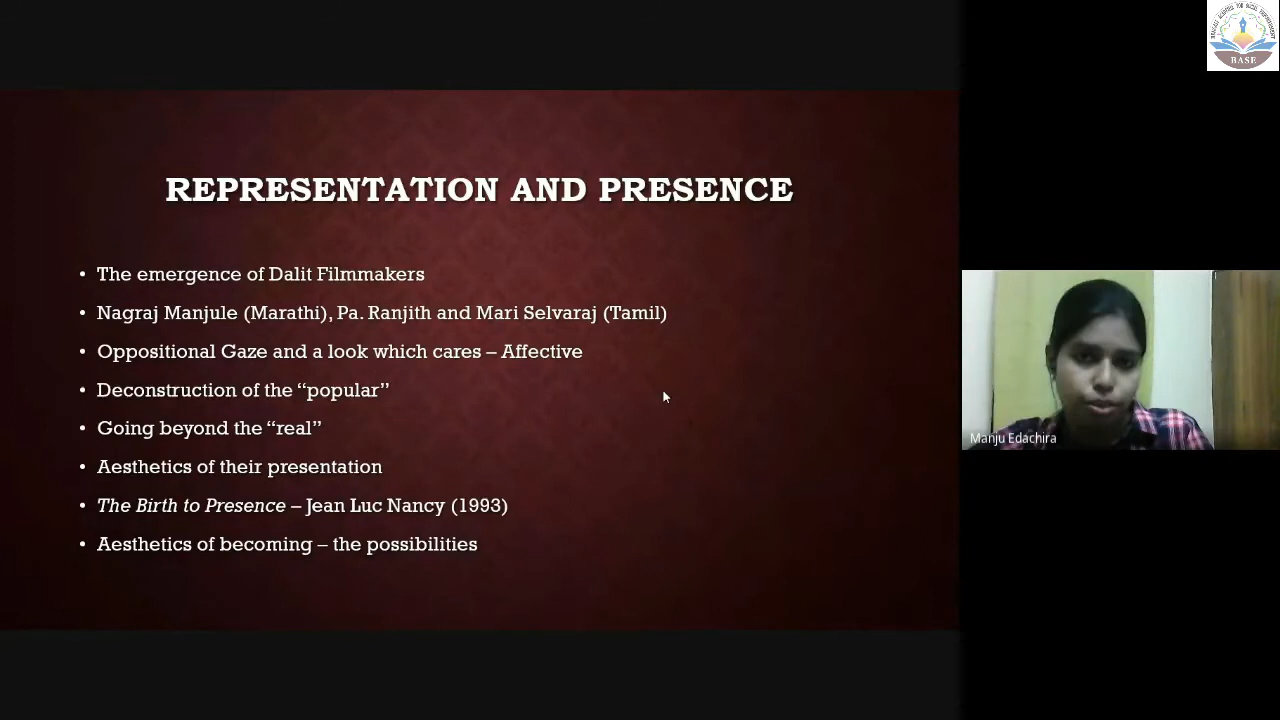 REPRESENTATION AND PRESENCE
• The emergence of Dalit Filmmakers
• Nagraj Manjule (Marathi), Pa. Ranjith and Mari Selvaraj (Tamil)
• Oppositional Gaze and a look which cares – Affective
• Deconstruction of the “popular”
• Going beyond the “real”
• Aesthetics of their presentation
• The Birth to Presence – Jean Luc Nancy (1993)
• Aesthetics of becoming – the possibilities
Manju Edachira
BASE